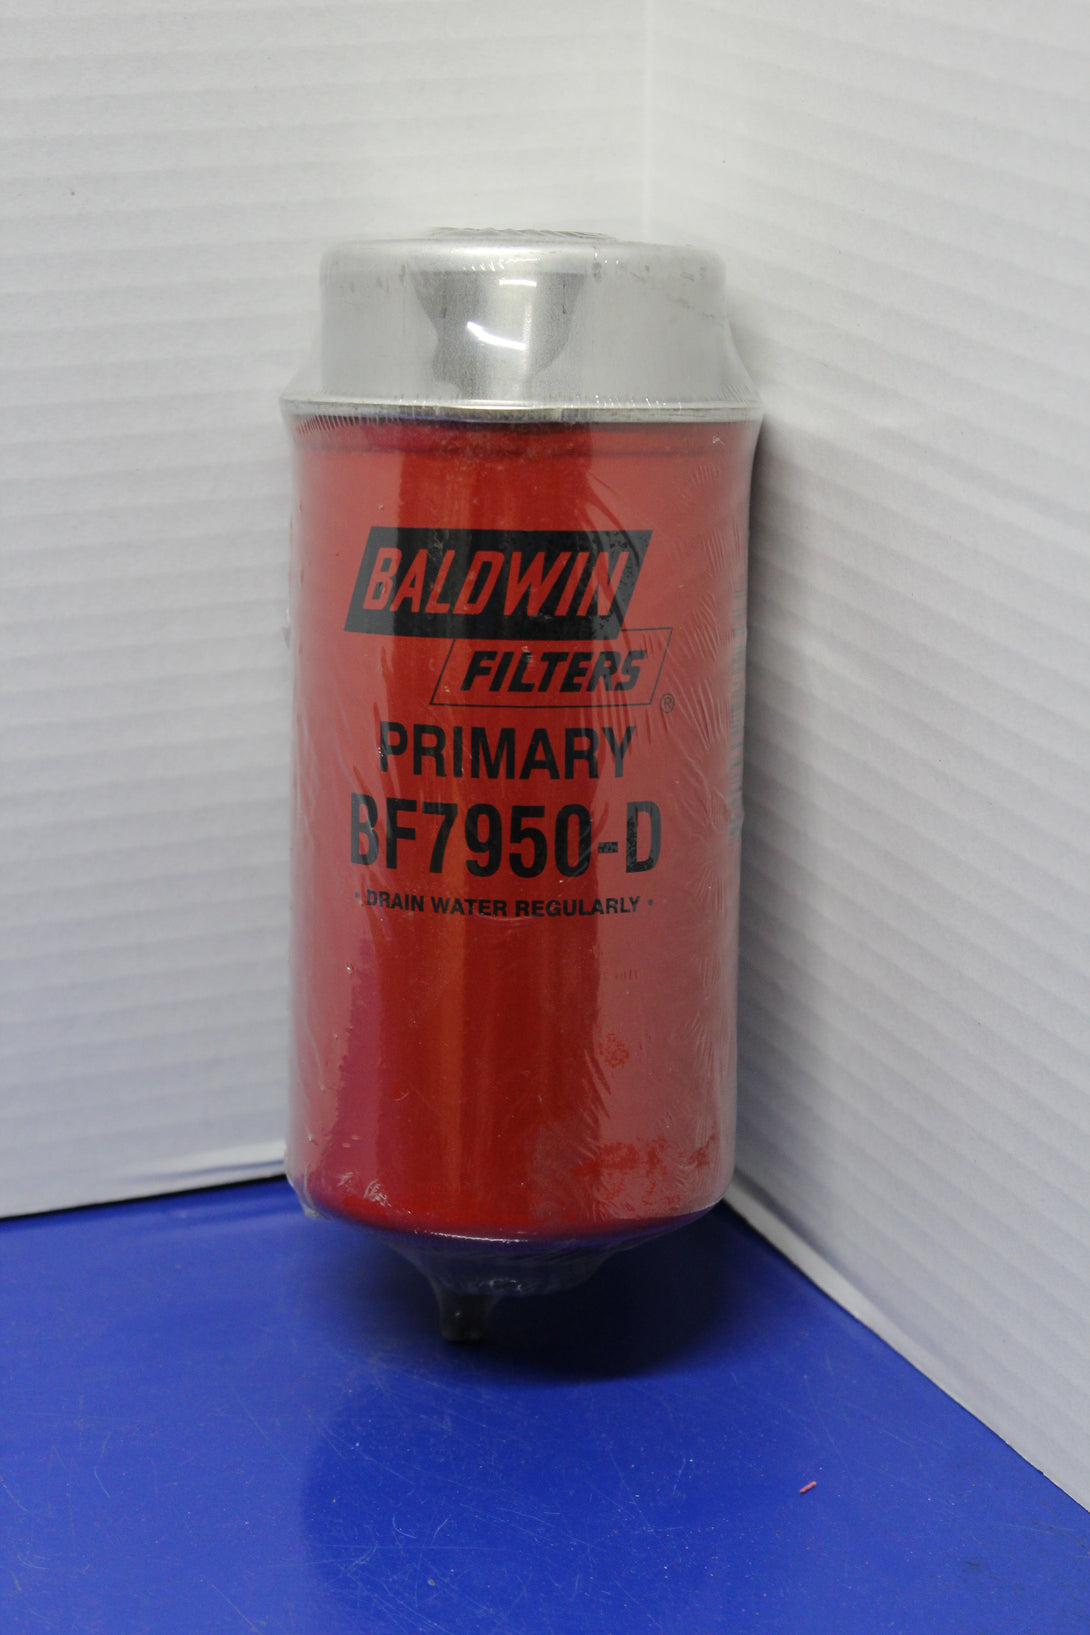 BALDWIN
FILTERS®
PRIMARY
BF7950-D
• DRAIN WATER REGULARLY •